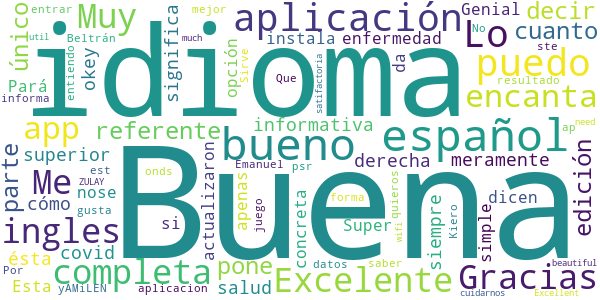 entrar
mejor
Muy
aplicación
Genial
decir
No
único
util
Beltrán
idioma
much
instala
enfermedad
Lo
cuanto
ste
entiendo
okey
significa
opción
Sirve
Que
satisfactoria
da
puedo
resultado
Pará
informa
encanta
app
referente
informativa
español
ap
need
superior
bueno
derecha
meramente
edición
parte
Me
cómo
nose
est
ZULAY
gusta
actualizaron
onds
apenas
Emanuel
psr
juego
si
Buena
concreta
forma
wifi
quieros
dicen
siempre
Kiero
simple
ingles
ésta
covid
Super
Por
Esta
completa
pone
salud
Excelente
datos
saber
Gracias
yAMiLEN
aplicacion
cuidarnos
Excellent
beautiful